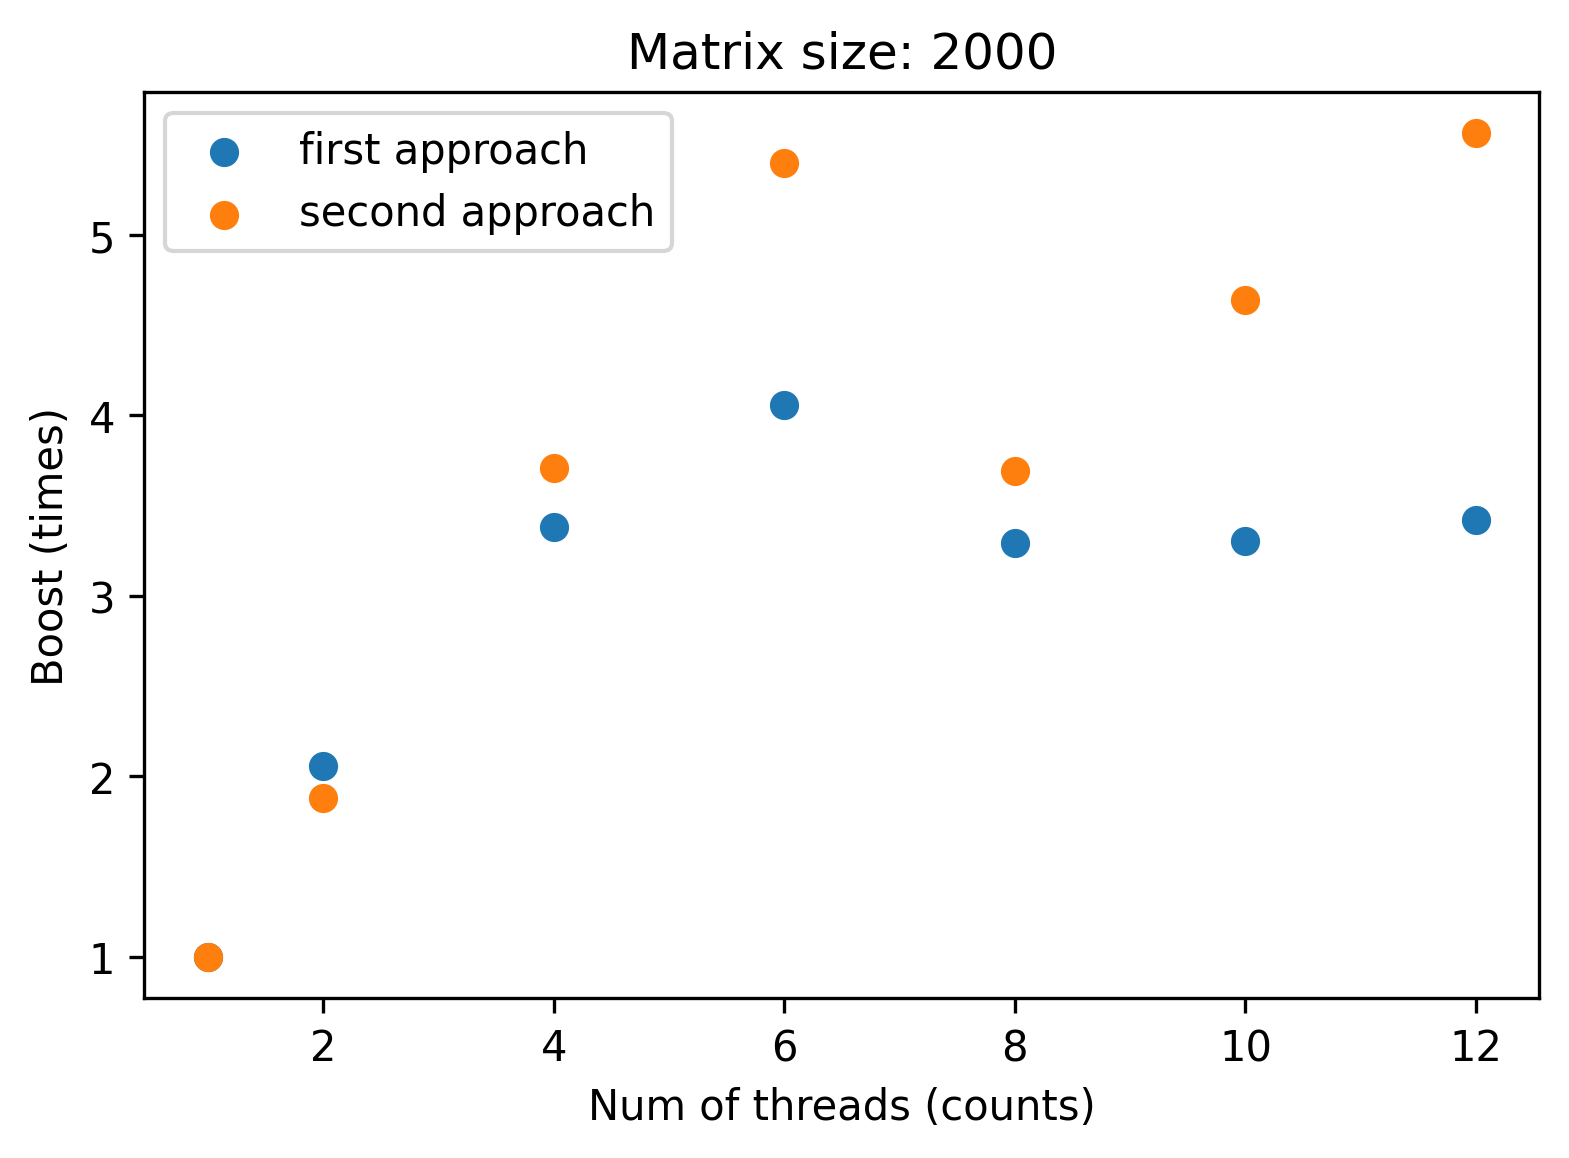 Matrix size: 2000
first approach
second approach
5
4
3
2
1
Boost (times)
2 4 6 8 10 12
Num of threads (counts)